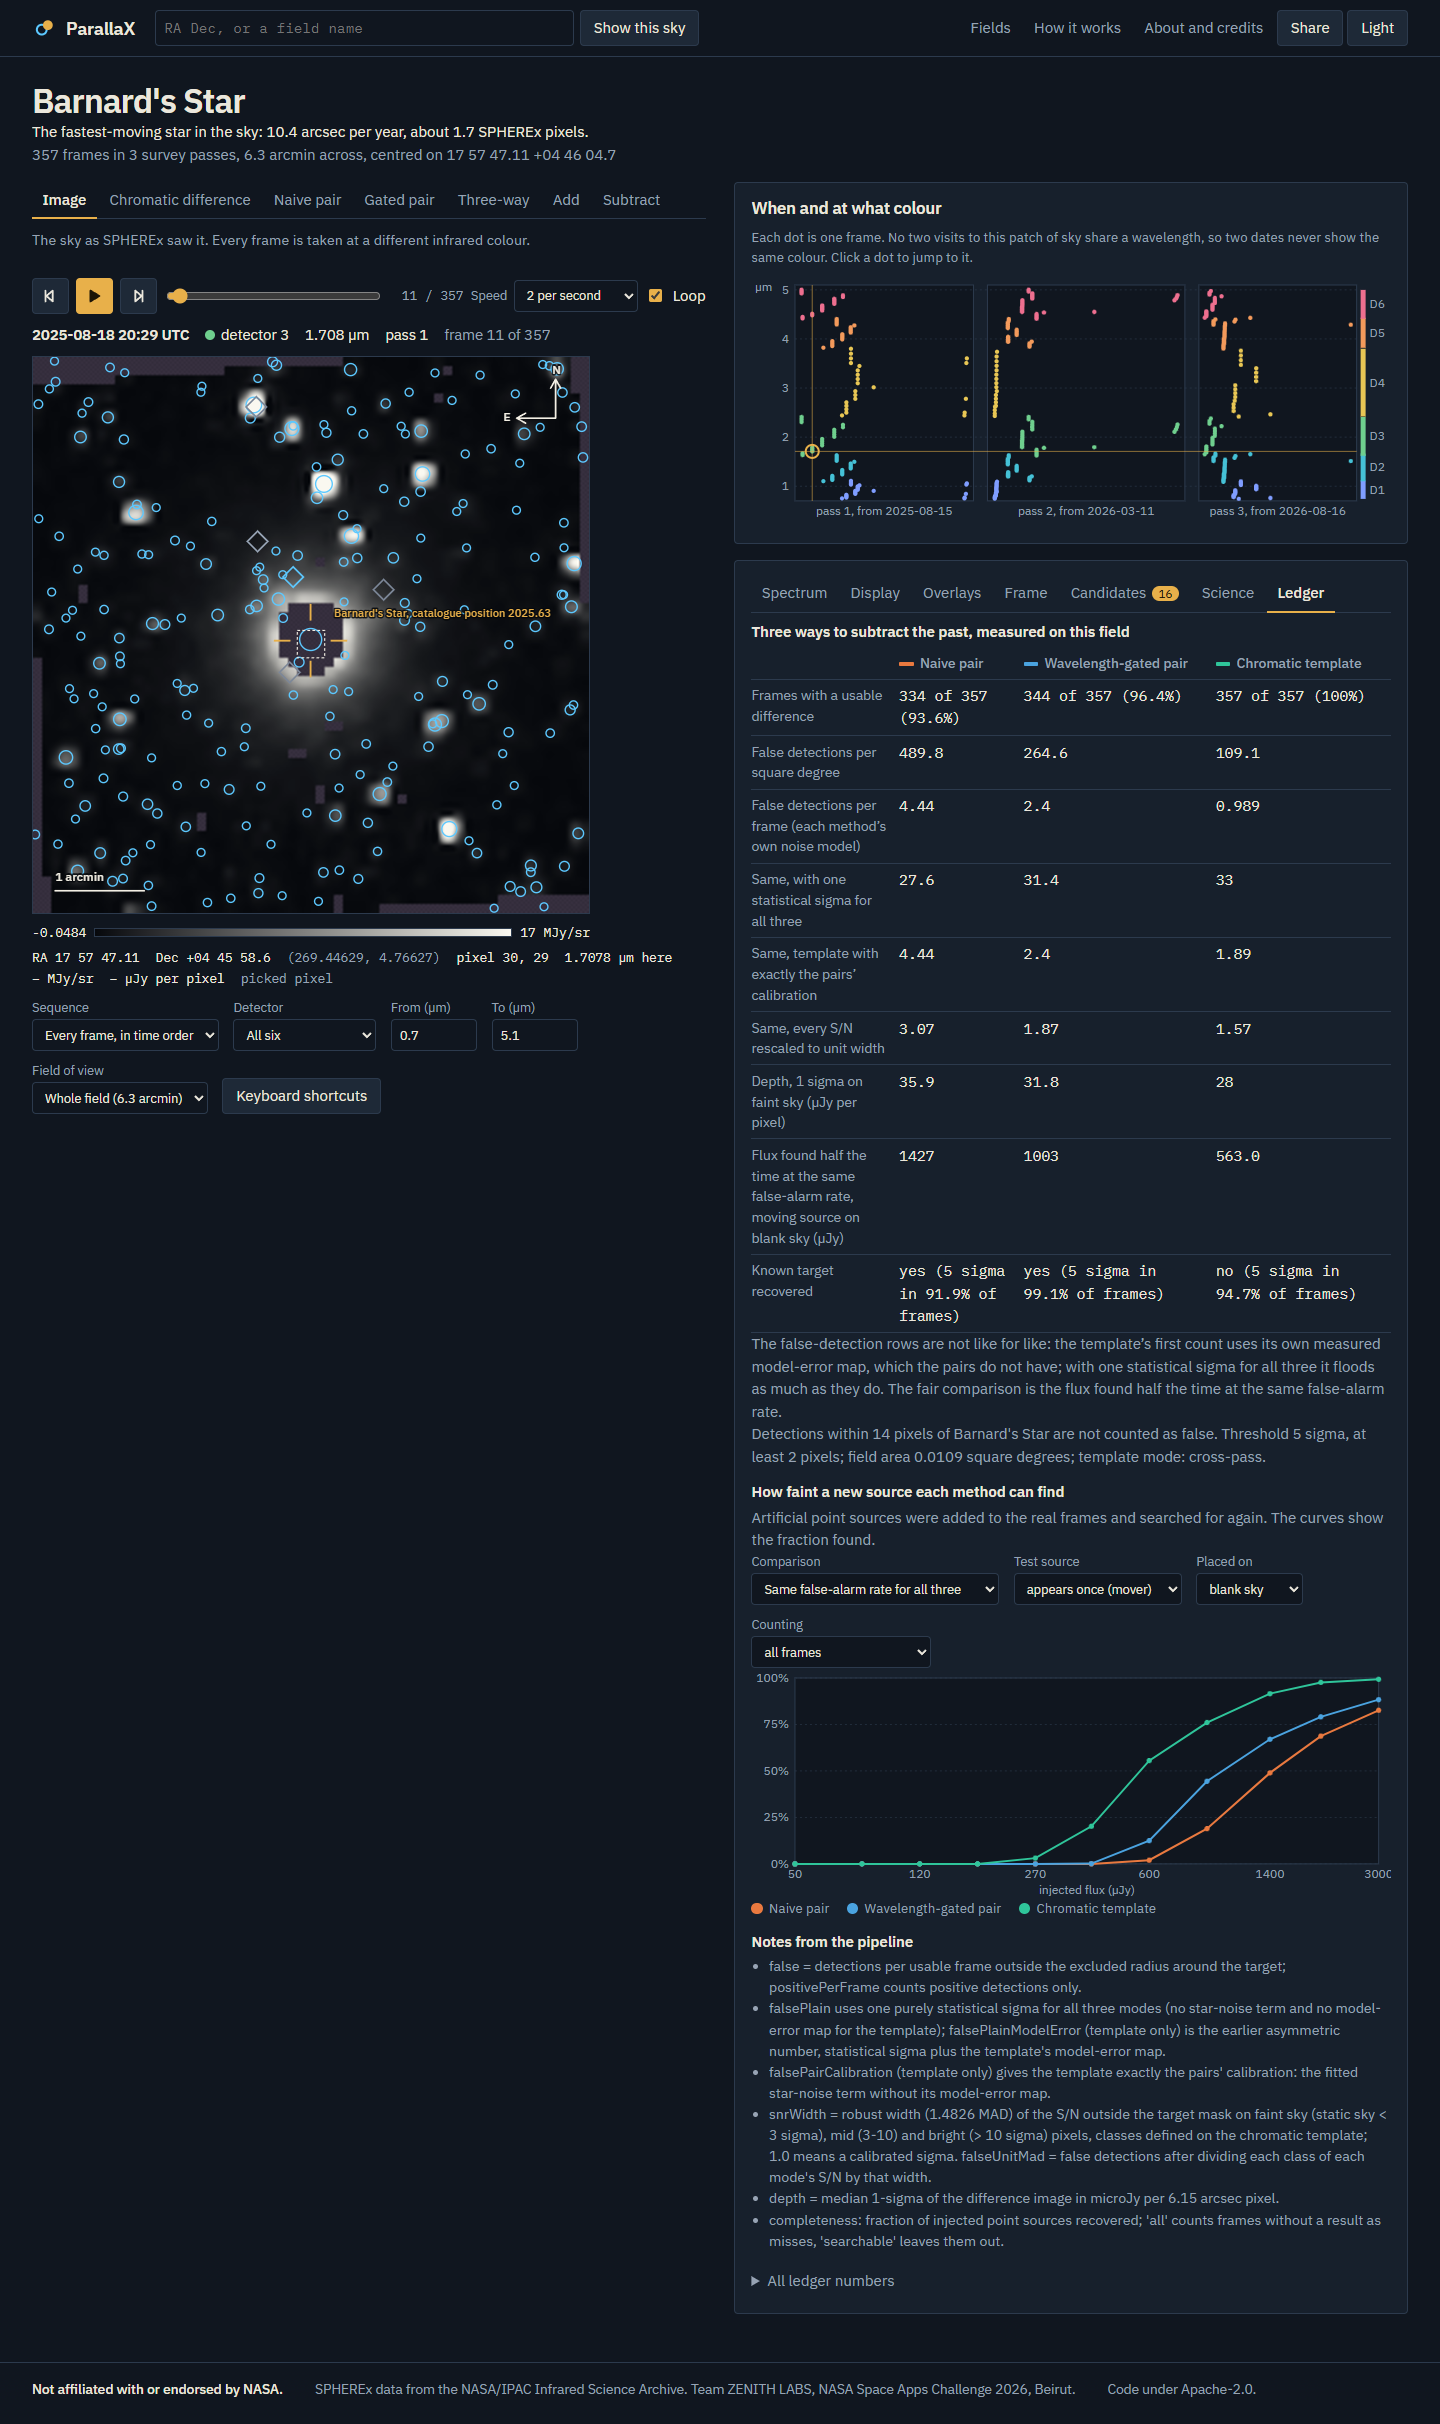 ParallaX
RA Dec, or a field name
Show this sky
Fields
How it works
About and credits
Share
Light
Barnard's Star
The fastest-moving star in the sky: 10.4 arcsec per year, about 1.7 SPHEREx pixels.
357 frames in 3 survey passes, 6.3 arcmin across, centred on 17 57 47.11 +04 46 04.7
Image Chromatic difference Naive pair Gated pair Three-way Add Subtract
The sky as SPHEREx saw it. Every frame is taken at a different infrared colour.
11 / 357 Speed 2 per second Loop
2025-08-18 20:29 UTC detector 3 1.708 µm pass 1 frame 11 of 357
N
E
Barnard's Star, catalogue position 2025.63
1 arcmin
-0.0484 17 MJy/sr
RA 17 57 47.11 Dec +04 45 58.6 (269.44629, 4.76627) pixel 30, 29 1.7078 µm here
– MJy/sr – µJy per pixel picked pixel
Sequence Detector From (µm) To (µm)
Every frame, in time order All six 0.7 5.1
Field of view
Whole field (6.3 arcmin) Keyboard shortcuts
When and at what colour
Each dot is one frame. No two visits to this patch of sky share a wavelength, so two dates never show the
same colour. Click a dot to jump to it.
µm 5
4
3
2
1
D6
D5
D4
D3
D2
D1
pass 1, from 2025-08-15 pass 2, from 2026-03-11 pass 3, from 2026-08-16
Spectrum Display Overlays Frame Candidates 16 Science Ledger
Three ways to subtract the past, measured on this field
Naive pair Wavelength-gated pair Chromatic template
Frames with a usable 334 of 357 344 of 357 (96.4%) 357 of 357 (100%)
difference (93.6%)
False detections per 489.8 264.6 109.1
square degree
False detections per 4.44 2.4 0.989
frame (each method's
own noise model)
Same, with one 27.6 31.4 33
statistical sigma for
all three
Same, template with 4.44 2.4 1.89
exactly the pairs'
calibration
Same, every S/N 3.07 1.87 1.57
rescaled to unit width
Depth, 1 sigma on 35.9 31.8 28
faint sky (µJy per
pixel)
Flux found half the 1427 1003 563.0
time at the same
false-alarm rate,
moving source on
blank sky (µJy)
Known target yes (5 sigma yes (5 sigma in no (5 sigma in
recovered in 91.9% of 99.1% of frames) 94.7% of frames)
frames)
The false-detection rows are not like for like: the template's first count uses its own measured
model-error map, which the pairs do not have; with one statistical sigma for all three it floods
as much as they do. The fair comparison is the flux found half the time at the same false-alarm
rate.
Detections within 14 pixels of Barnard's Star are not counted as false. Threshold 5 sigma, at
least 2 pixels; field area 0.0109 square degrees; template mode: cross-pass.
How faint a new source each method can find
Artificial point sources were added to the real frames and searched for again. The curves show
the fraction found.
Comparison Test source Placed on
Same false-alarm rate for all three appears once (mover) blank sky
Counting
all frames
100%
75%
50%
25%
0%
50 120 270 600 1400 3000
injected flux (µJy)
Naive pair Wavelength-gated pair Chromatic template
Notes from the pipeline
• false = detections per usable frame outside the excluded radius around the target;
positivePerFrame counts positive detections only.
• falsePlain uses one purely statistical sigma for all three modes (no star-noise term and no model-
error map for the template); falsePlainModelError (template only) is the earlier asymmetric
number, statistical sigma plus the template's model-error map.
• falsePairCalibration (template only) gives the template exactly the pairs' calibration: the fitted
star-noise term without its model-error map.
• snrWidth = robust width (1.4826 MAD) of the S/N outside the target mask on faint sky (static sky <
3 sigma), mid (3-10) and bright (> 10 sigma) pixels, classes defined on the chromatic template;
1.0 means a calibrated sigma. falseUnitMad = false detections after dividing each class of each
mode's S/N by that width.
• depth = median 1-sigma of the difference image in microJy per 6.15 arcsec pixel.
• completeness: fraction of injected point sources recovered; 'all' counts frames without a result as
misses, 'searchable' leaves them out.
All ledger numbers
Not affiliated with or endorsed by NASA. SPHEREx data from the NASA/IPAC Infrared Science Archive. Team ZENITH LABS, NASA Space Apps Challenge 2026, Beirut. Code under Apache-2.0.